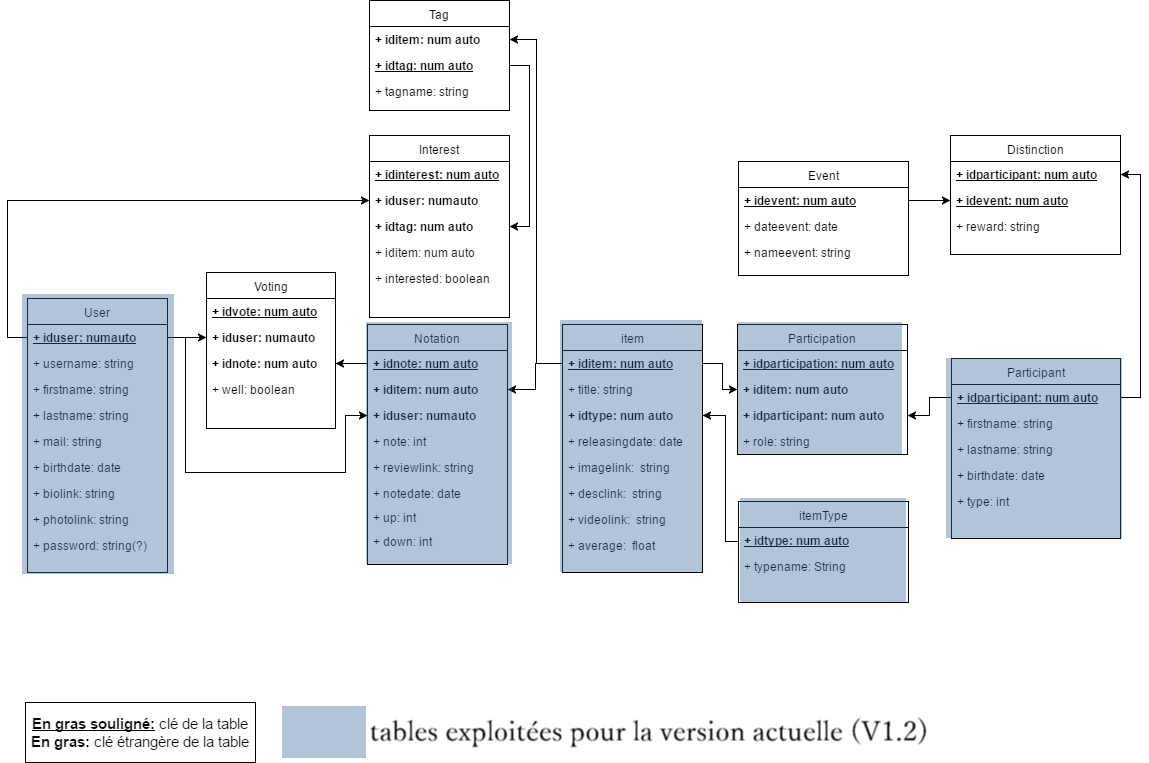 Tag
+ iditem: num auto
+ idtag: num auto
+ tagname: string
Interest
+ idinterest: num auto
+ iduser: numauto
+ idtag: num auto
+ iditem: num auto
+ interested: boolean
Event
+ idevent: num auto
+ dateevent: date
+ nameevent: string
Distinction
+ idparticipant: num auto
+ idevent: num auto
+ reward: string
User
+ iduser: numauto
+ username: string
+ firstname: string
+ lastname: string
+ mail: string
+ birthdate: date
+ biolink: string
+ photolink: string
+ password: string(?)
Voting
+ idvote: num auto
+ iduser: numauto
+ idnote: num auto
+ well: boolean
Notation
+ idnote: num auto
+ iditem: num auto
+ iduser: numauto
+ note: int
+ reviewlink: string
+ notedate: date
+ up: int
+ down: int
item
+ iditem: num auto
+ title: string
+ idtype: num auto
+ releasingdate: date
+ imagelink: string
+ desclink: string
+ videolink: string
+ average: float
Participation
+ idparticipation: num auto
+ iditem: num auto
+ idparticipant: num auto
+ role: string
itemType
+ idtype: num auto
+ typename: String
Participant
+ idparticipant: num auto
+ firstname: string
+ lastname: string
+ birthdate: date
+ type: int
En gras souligné: clé de la table
En gras: clé étrangère de la table
tables exploitées pour la version actuelle (V1.2)